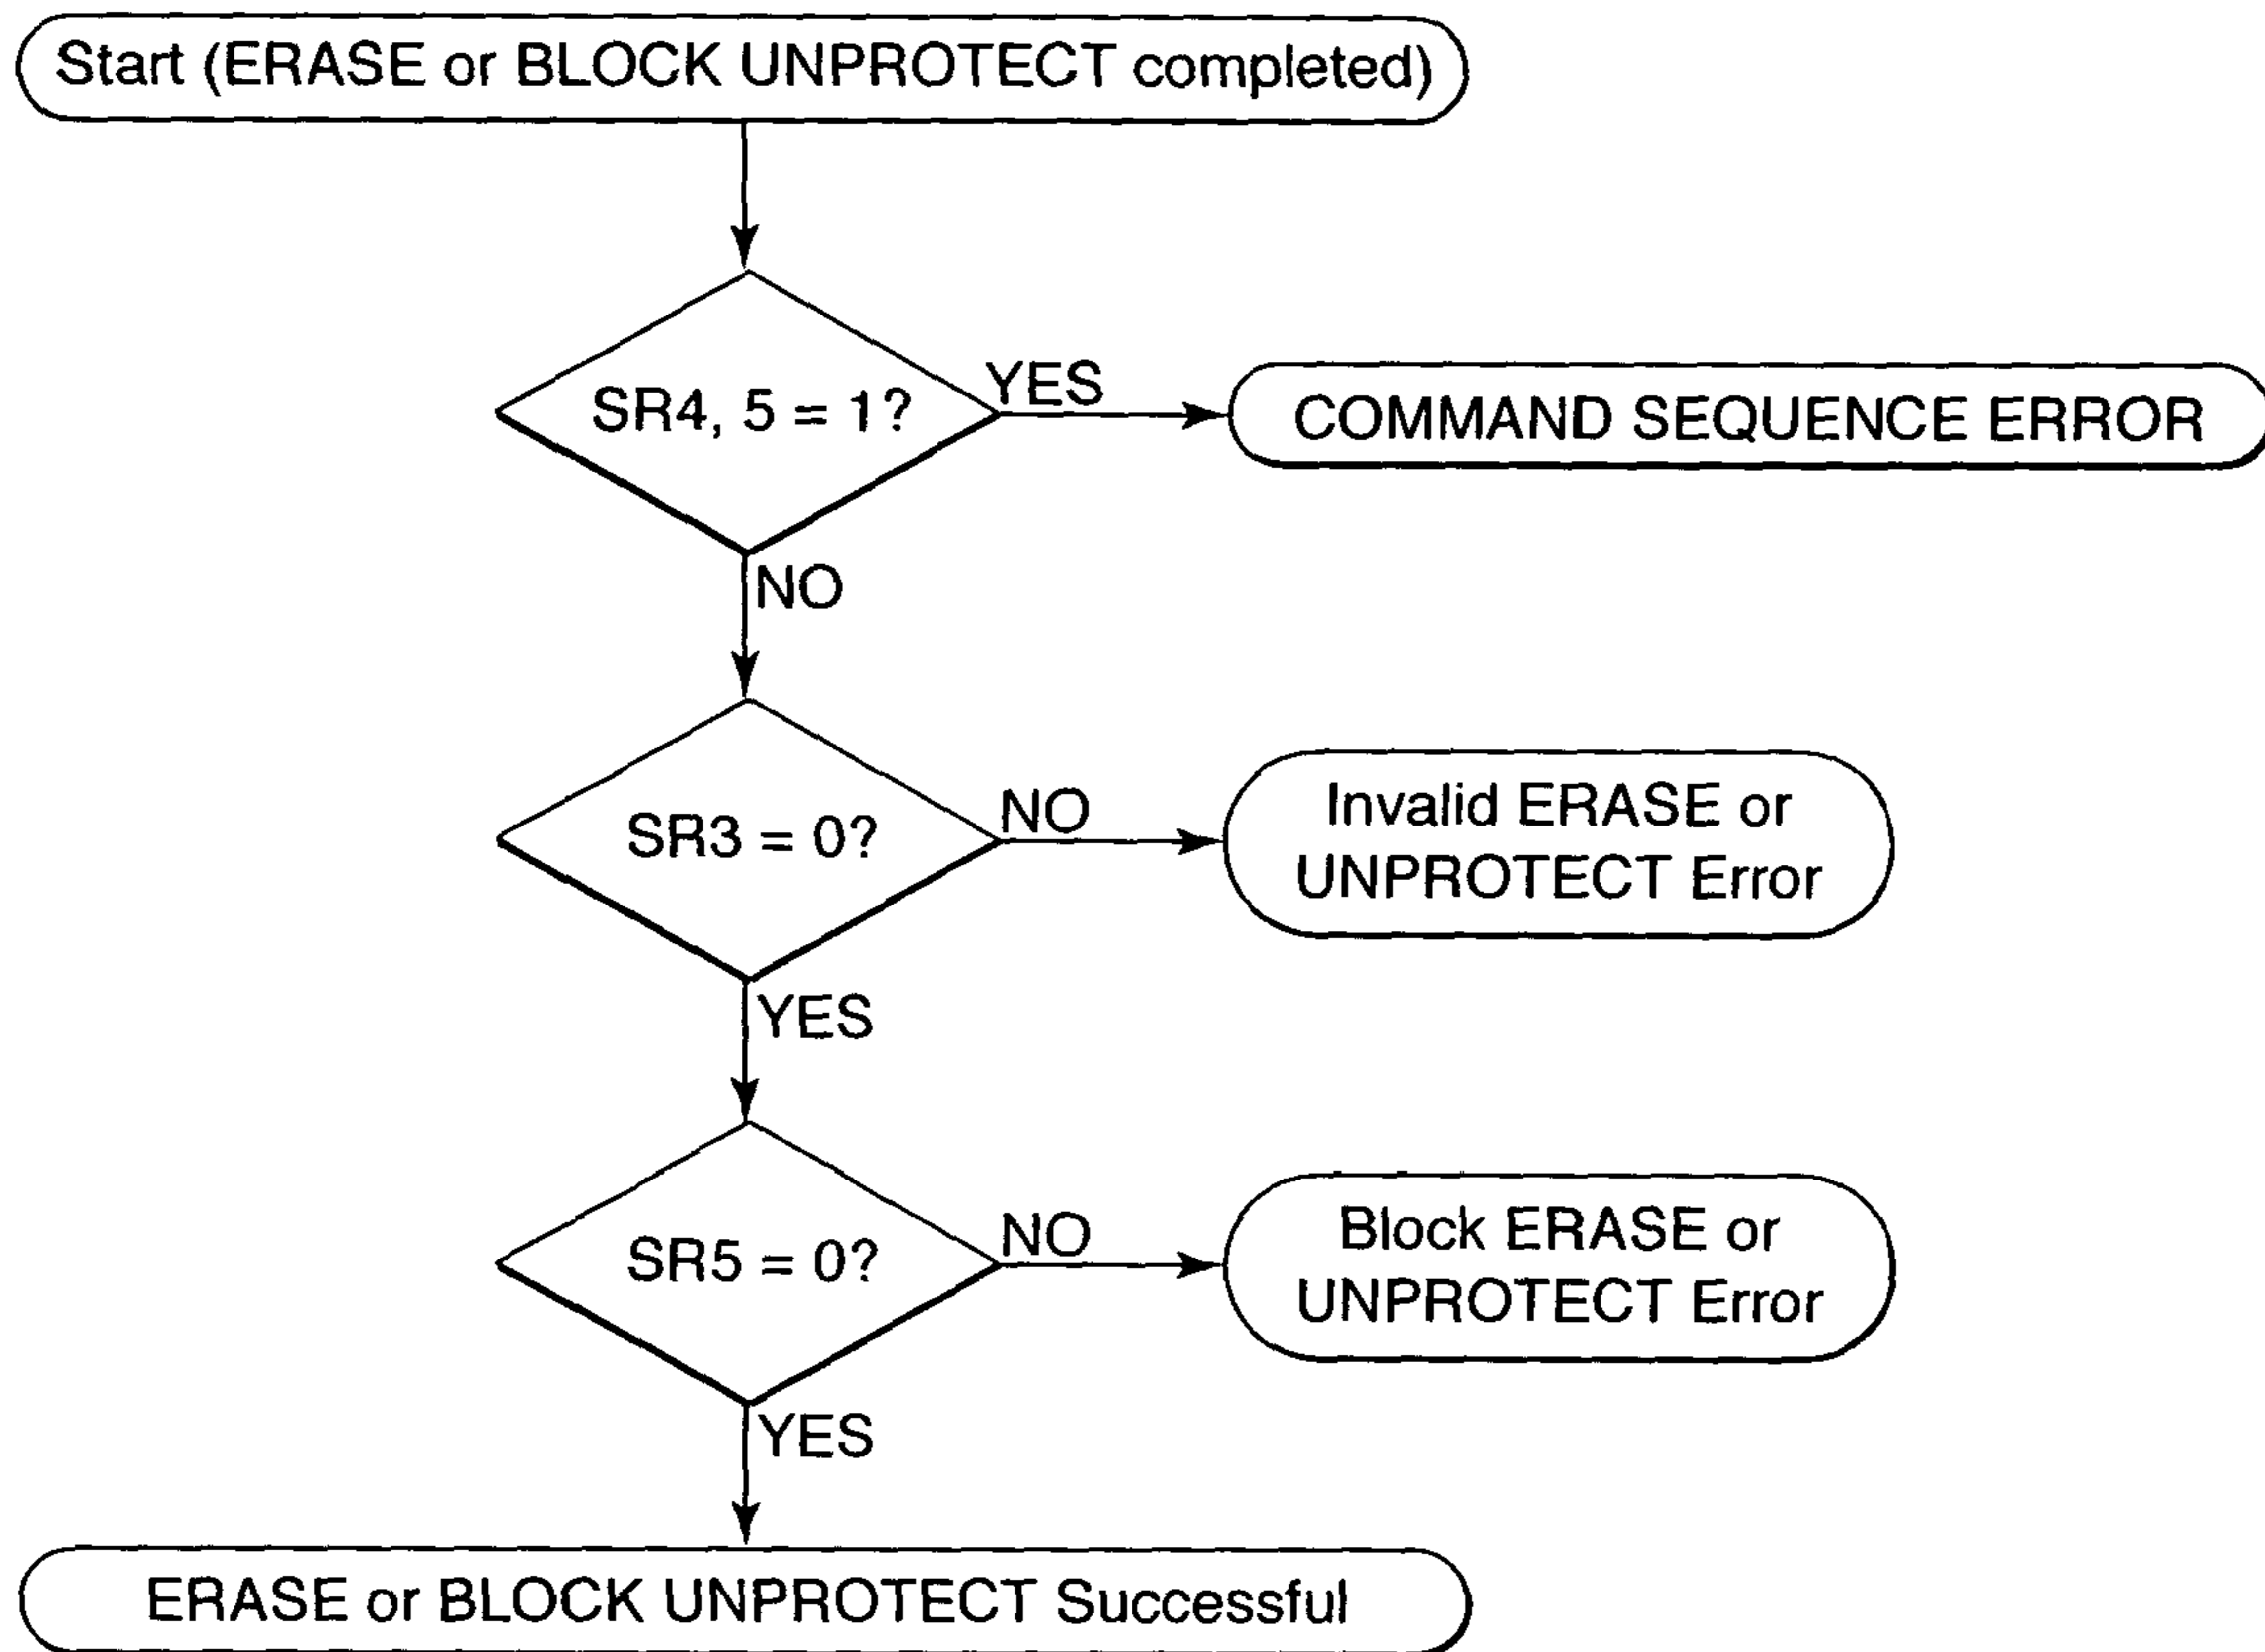 Start (ERASE or BLOCK UNPROTECT completed)
SR4, 5 = 1?
YES
COMMAND SEQUENCE ERROR
NO
SR3 = 0?
NO
Invalid ERASE or
UNPROTECT Error
YES
SR5 = 0?
NO
Block ERASE or
UNPROTECT Error
YES
ERASE or BLOCK UNPROTECT Successful